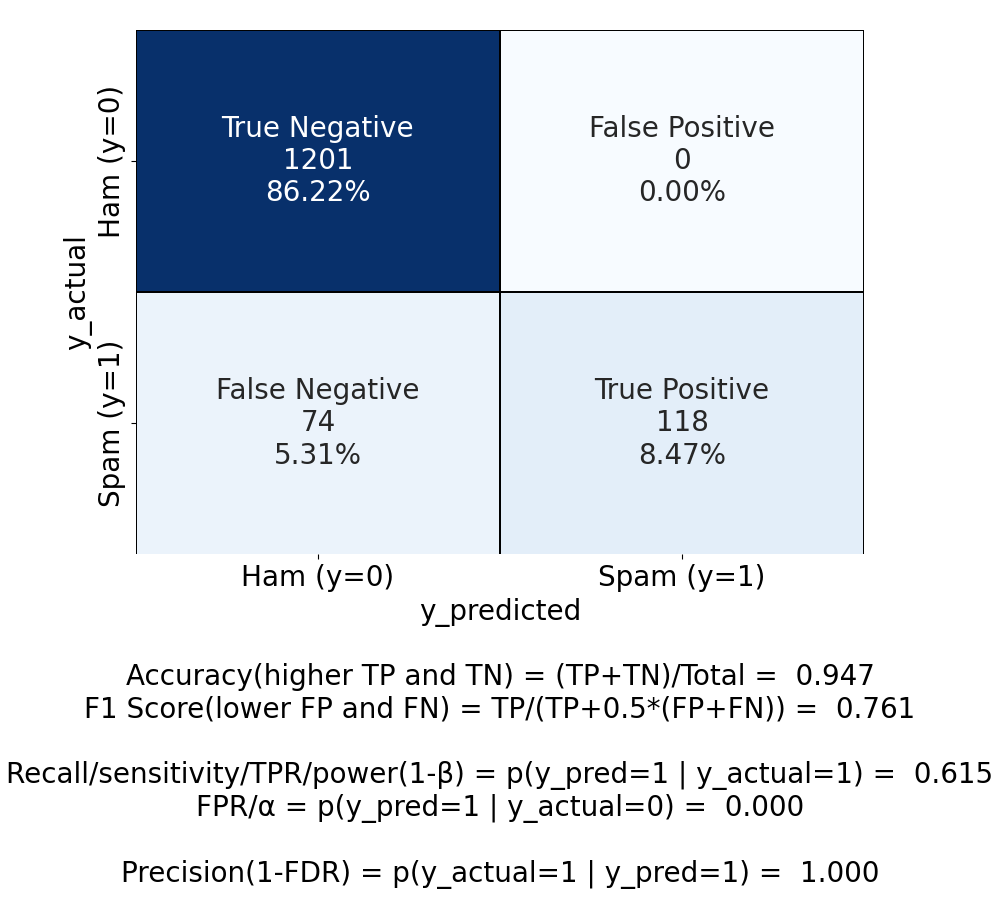 True Negative
1201
86.22%
False Positive
0
0.00%
False Negative
74
5.31%
True Positive
118
8.47%
y_actual
Ham (y=0)
Spam (y=1)
Ham (y=0)
Spam (y=1)
y_predicted
Accuracy(higher TP and TN) = (TP+TN)/Total =  0.947
F1 Score(lower FP and FN) = TP/(TP+0.5*(FP+FN)) =  0.761
Recall/sensitivity/TPR/power(1-β) = p(y_pred=1 | y_actual=1) =  0.615
FPR/α = p(y_pred=1 | y_actual=0) =  0.000
Precision(1-FDR) = p(y_actual=1 | y_pred=1) =  1.000